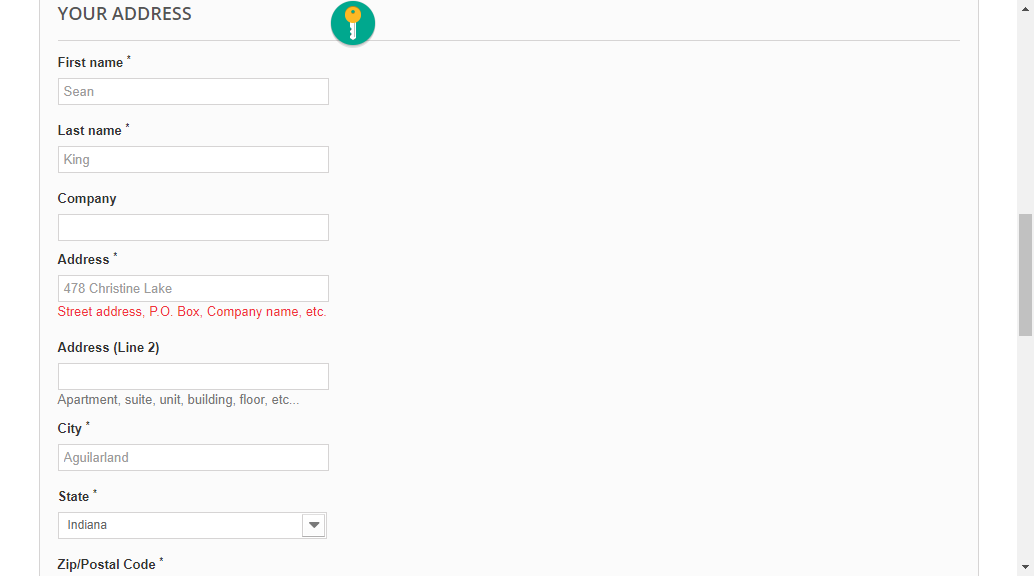 YOUR ADDRESS
First name *
Sean
Last name *
King
Company
Address *
478 Christine Lake
Street address, P.O. Box, Company name, etc.
Address (Line 2)
Apartment, suite, unit, building, floor, etc...
City *
Aguilarland
State *
Indiana
Zip/Postal Code *